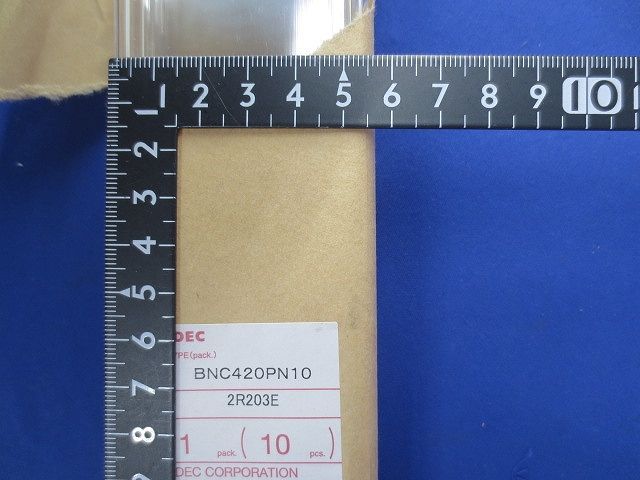 1 2 3 4 5 6 7 8 9 10
1
2
3
4
5
6
7
8
DEC
YPE(pack.)
BNC420PN10
2R203E
1 pack. ( 10 pcs. )
DEC CORPORATION